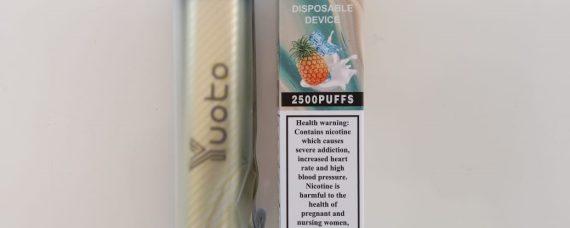 Yuoto
DISPOSABLE
DEVICE
2500PUFFS
Health warning:
Contains nicotine
which causes
severe addiction,
increased heart
rate and high
blood pressure.
Nicotine is
harmful to the
health of
pregnant and
nursing women,